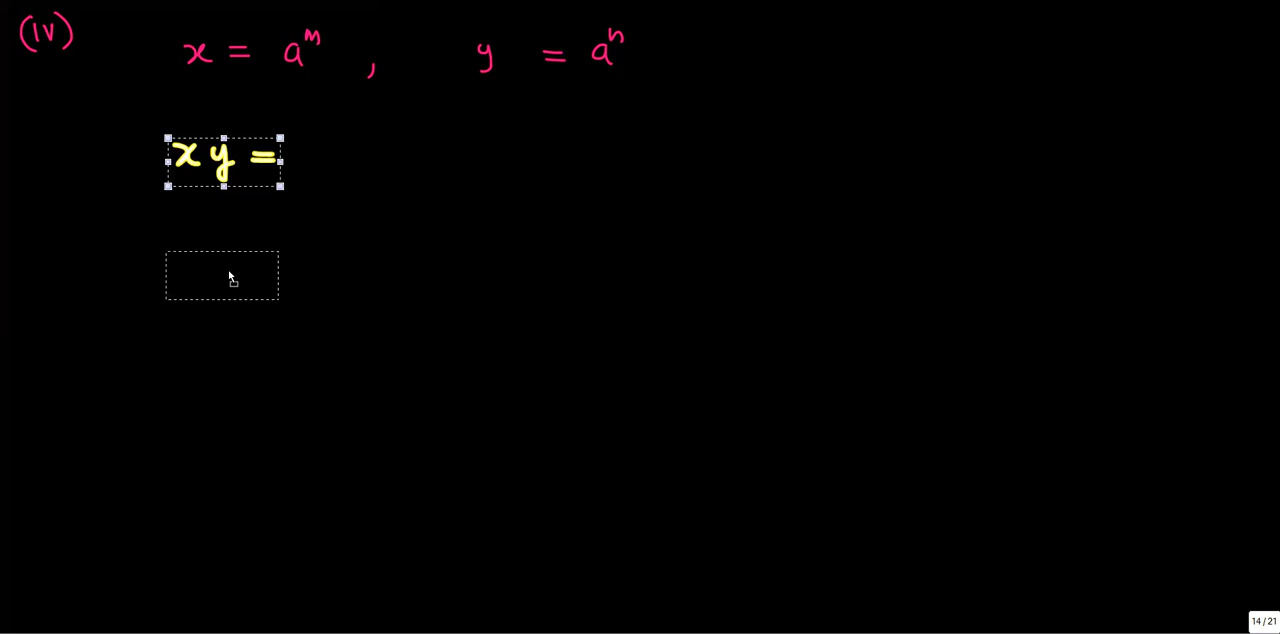 (iv) x = a^m , y = a^n
xy =
14 / 21